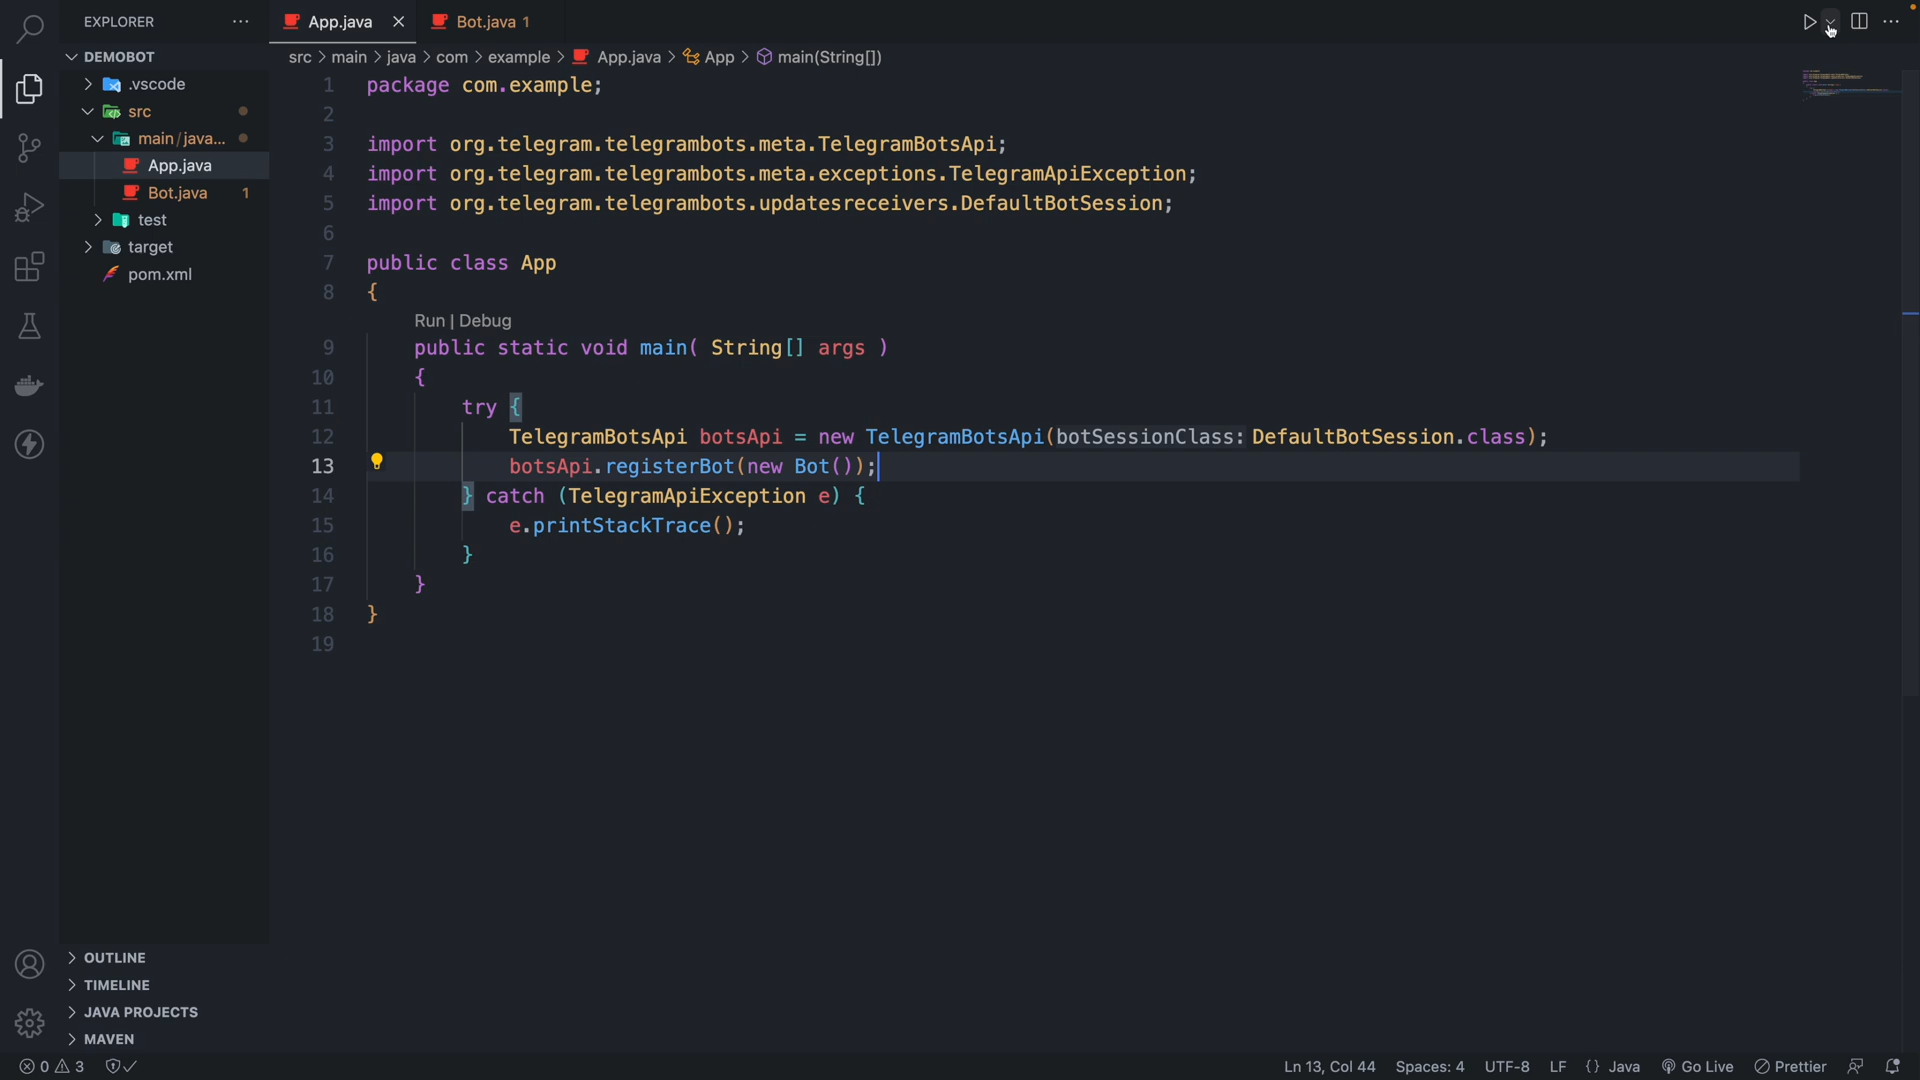 EXPLORER ···
App.java
Bot.java 1
DEMOBOT
src > main > java > com > example > App.java > App > main(String[])
.vscode
src
main/java...
App.java
Bot.java 1
test
target
pom.xml
1 package com.example;
2
3 import org.telegram.telegrambots.meta.TelegramBotsApi;
4 import org.telegram.telegrambots.meta.exceptions.TelegramApiException;
5 import org.telegram.telegrambots.updatesreceivers.DefaultBotSession;
6
7 public class App
8 {
Run | Debug
9 public static void main( String[] args )
10 {
11 try {
12 TelegramBotsApi botsApi = new TelegramBotsApi(botSessionClass: DefaultBotSession.class);
13 botsApi.registerBot(new Bot());
14 } catch (TelegramApiException e) {
15 e.printStackTrace();
16 }
17 }
18 }
19
OUTLINE
TIMELINE
JAVA PROJECTS
MAVEN
0 3
Ln 13, Col 44 Spaces: 4 UTF-8 LF {} Java Go Live Prettier